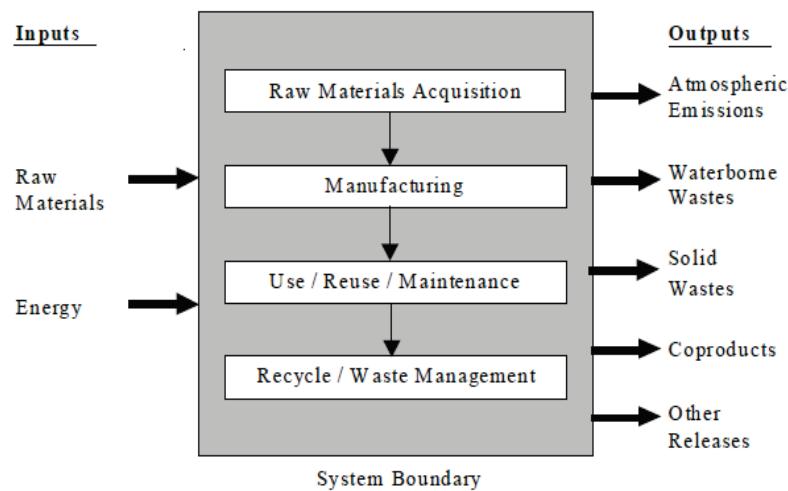 Inputs
Raw
Materials
Energy
Raw Materials Acquisition
Manufacturing
Use / Reuse / Maintenance
Recycle / Waste Management
System Boundary
Outputs
Atmospheric
Emissions
Waterborne
Wastes
Solid
Wastes
Coproducts
Other
Releases